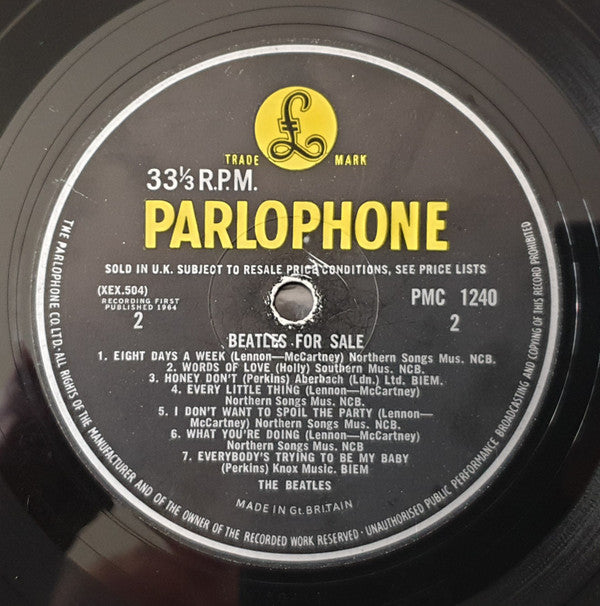 £
TRADE MARK
33⅓ R.P.M.
PARLOPHONE
SOLD IN U.K. SUBJECT TO RESALE PRICE CONDITIONS, SEE PRICE LISTS
(XEX.504)
RECORDING FIRST
PUBLISHED 1964
2
PMC 1240
2
BEATLES FOR SALE
1. EIGHT DAYS A WEEK (Lennon—McCartney) Northern Songs Mus. NCB.
2. WORDS OF LOVE (Holly) Southern Mus. NCB.
3. HONEY DON'T (Perkins) Aberbach (Ldn.) Ltd. BIEM.
4. EVERY LITTLE THING (Lennon—McCartney)
Northern Songs Mus. NCB.
5. I DON'T WANT TO SPOIL THE PARTY (Lennon—
McCartney) Northern Songs Mus. NCB.
6. WHAT YOU'RE DOING (Lennon—McCartney)
Northern Songs Mus. NCB
7. EVERYBODY'S TRYING TO BE MY BABY
(Perkins) Knox Music. BIEM
THE BEATLES
MADE IN Gt. BRITAIN
THE PARLOPHONE CO. LTD. · ALL RIGHTS OF THE MANUFACTURER AND OF THE OWNER OF THE RECORDED WORK RESERVED · UNAUTHORISED PUBLIC PERFORMANCE BROADCASTING AND COPYING OF THIS RECORD PROHIBITED